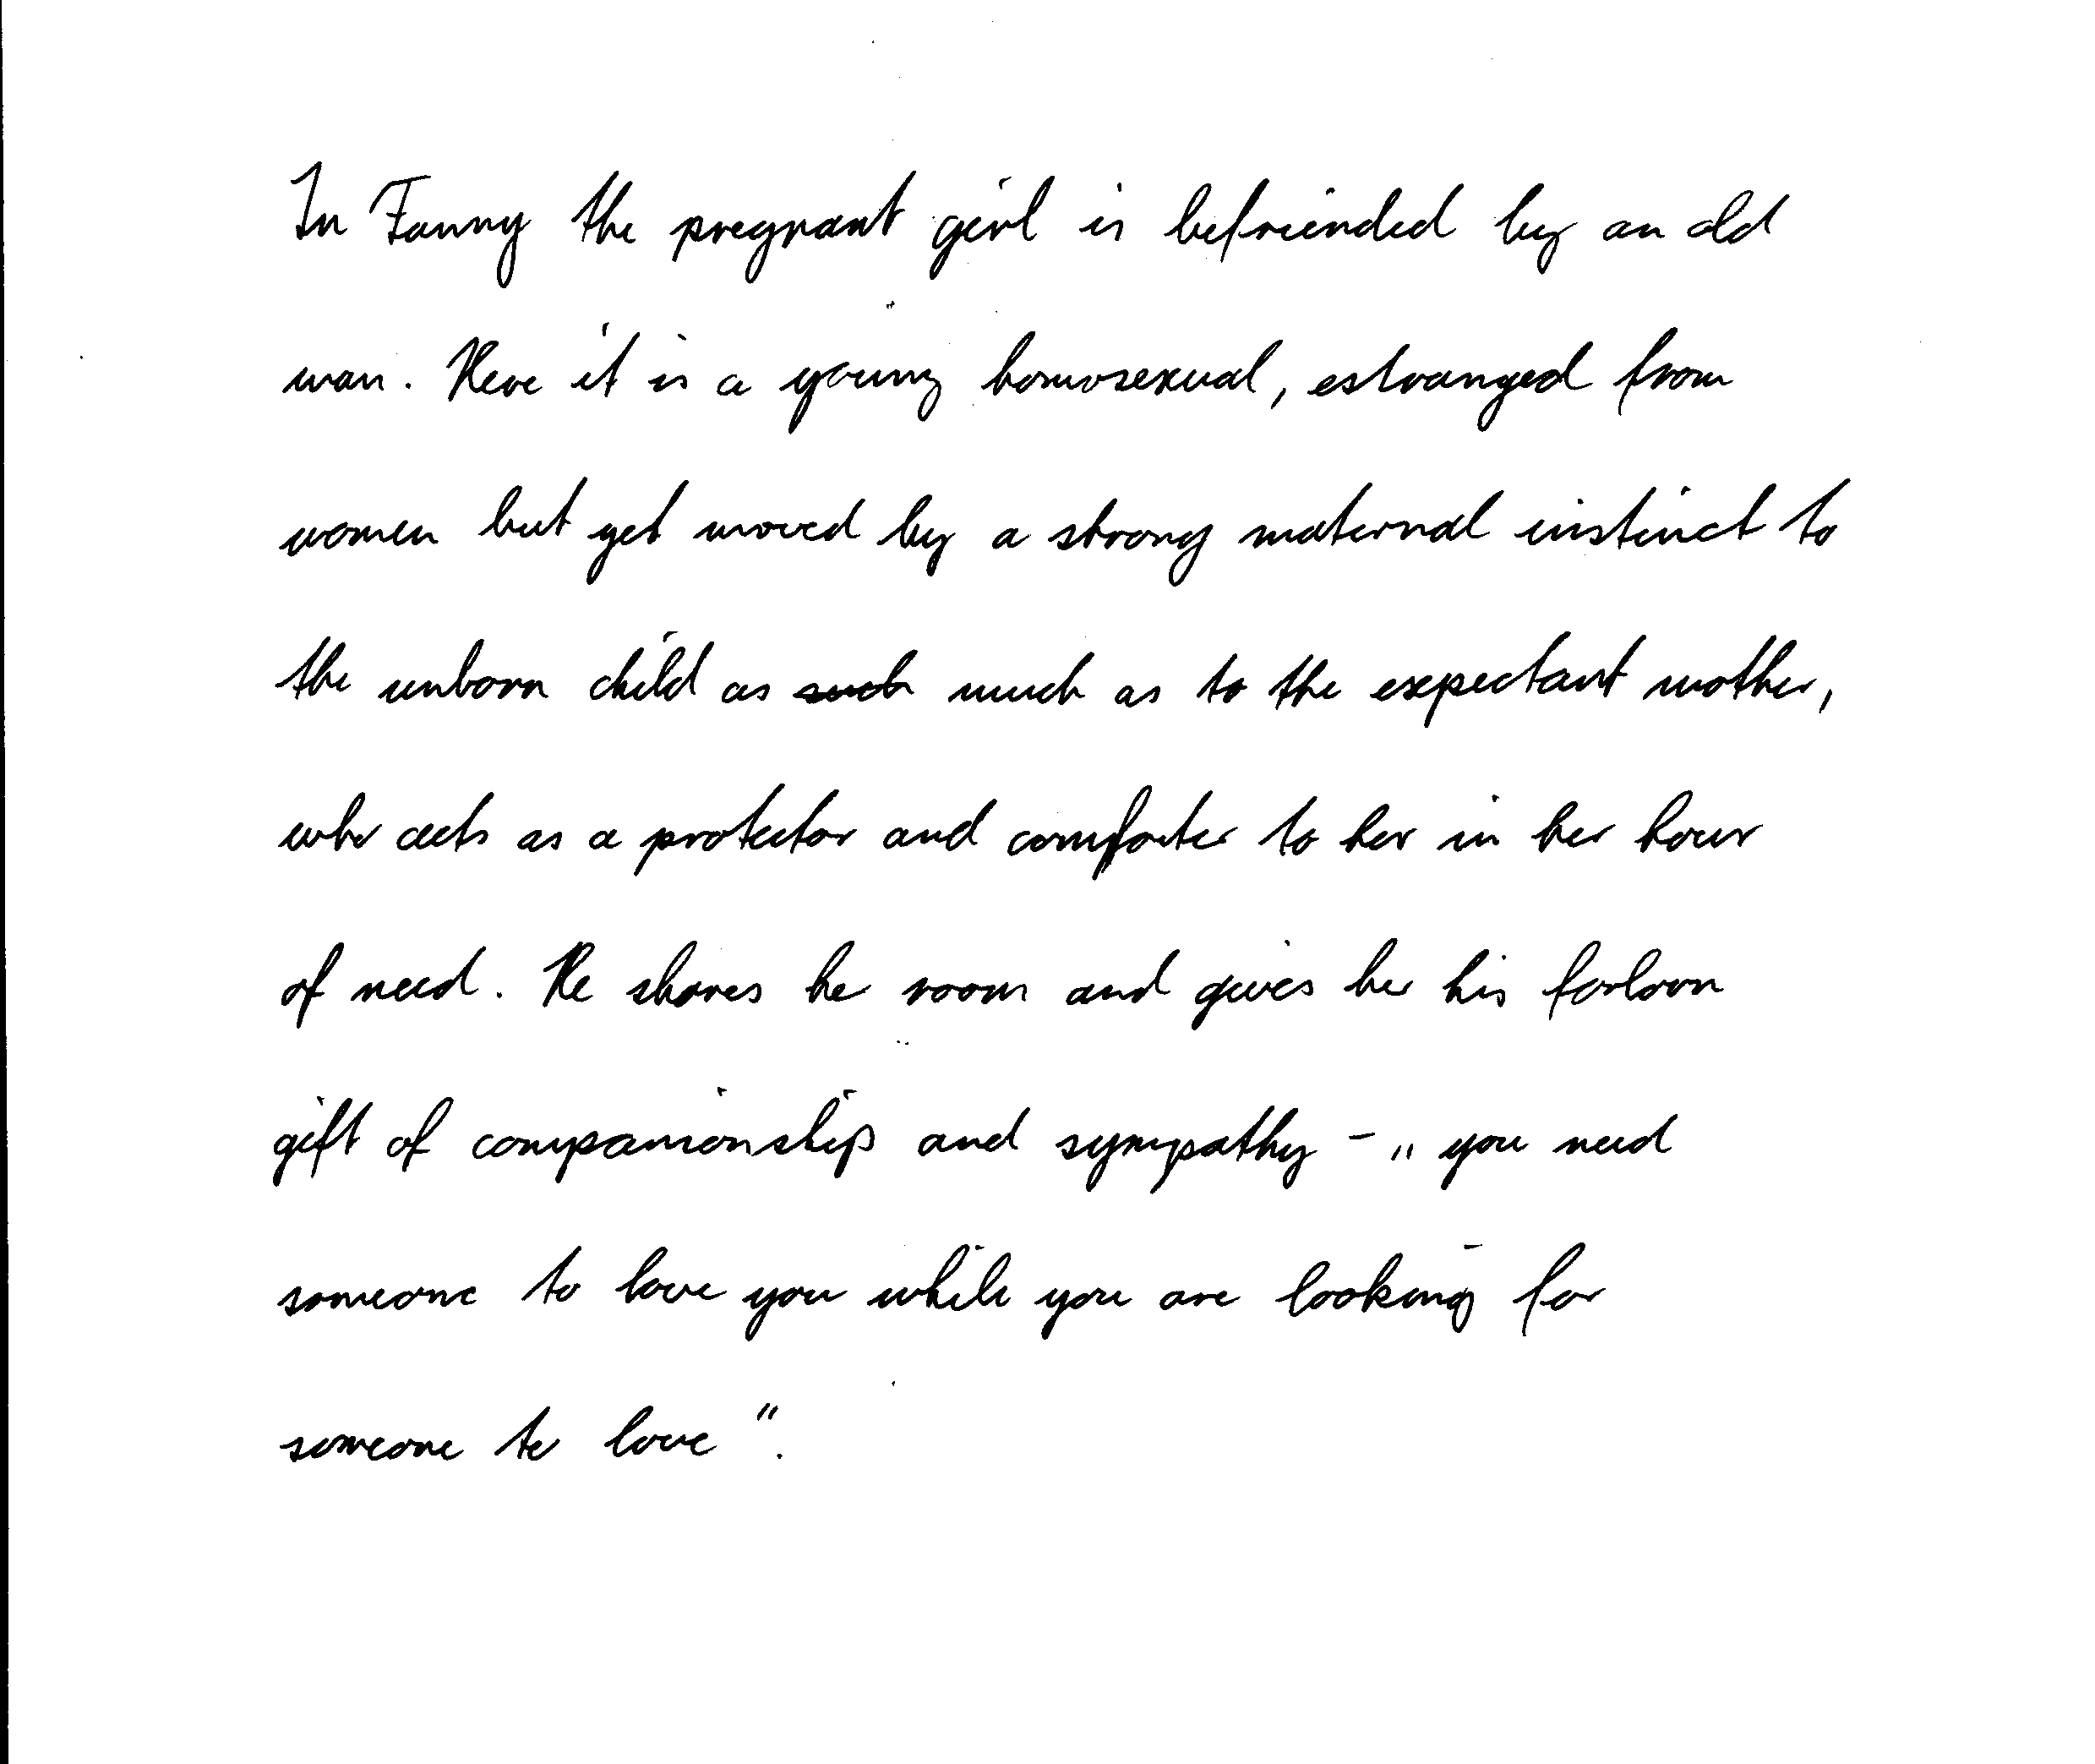 In Fanny the pregnant girl is befriended by an old
man. Here it is a young homosexual, estranged from
women but yet moved by a strong maternal instinct to
the unborn child as such much as to the expectant mother,
who acts as a protector and comforter to her in her hour
of need. He shares he room and gives her his forlorn
gift of companionship and sympathy - „ you need
someone to love you while you are looking for
someone to love ".